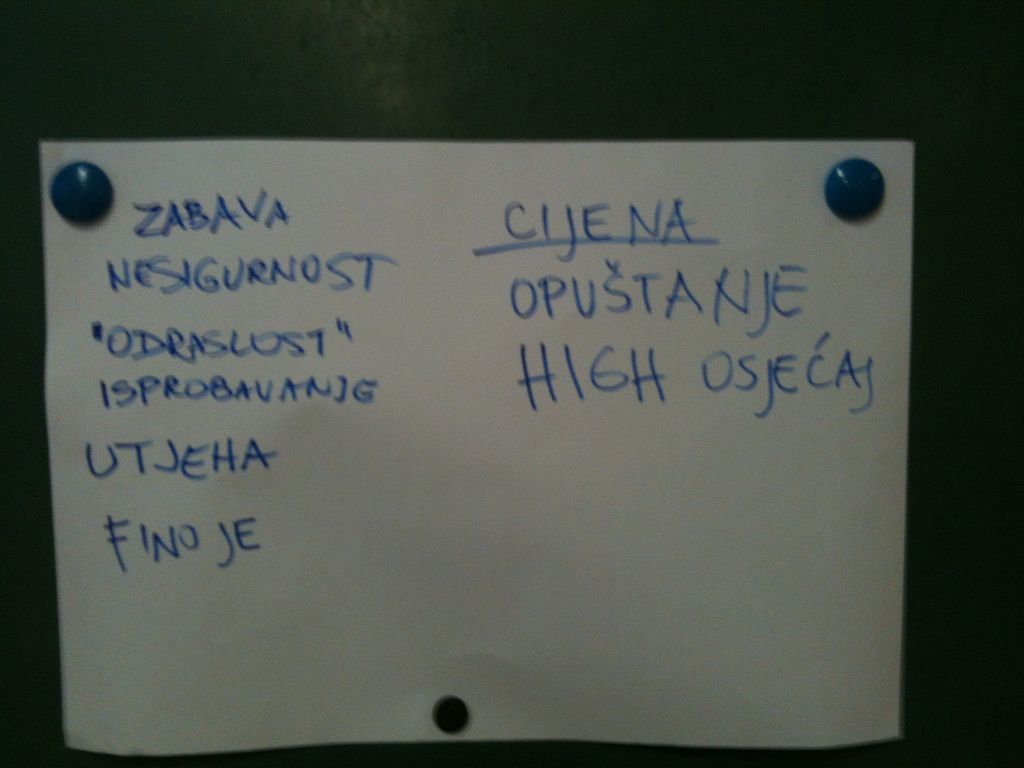 ZABAVA
NESIGURNOST
"ODRASLOST"
ISPROBAVANJE
UTJEHA
FINO JE
CIJENA
OPUŠTANJE
HIGH OSJEĆAJ